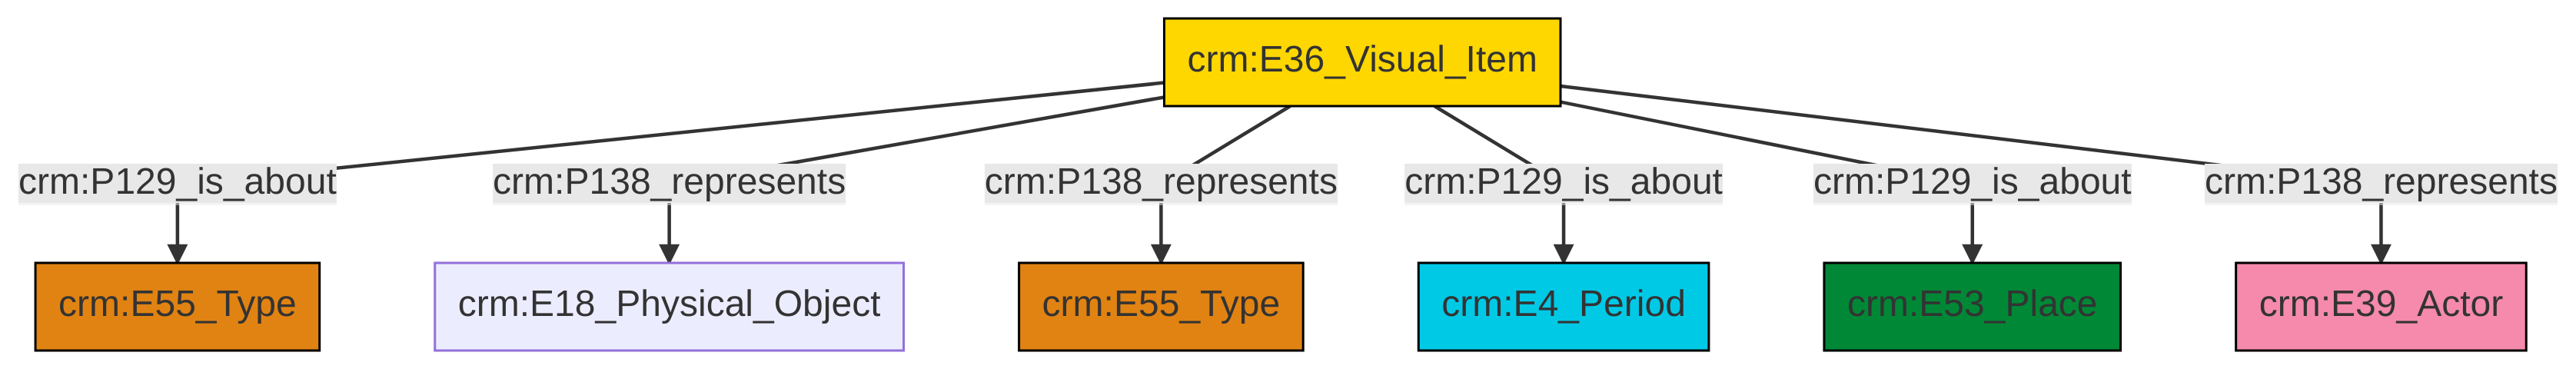 crm:E36_Visual_Item
crm:P129_is_about
crm:P138_represents
crm:P138_represents
crm:P129_is_about
crm:P129_is_about
crm:P138_represents
crm:E55_Type
crm:E18_Physical_Object
crm:E55_Type
crm:E4_Period
crm:E53_Place
crm:E39_Actor